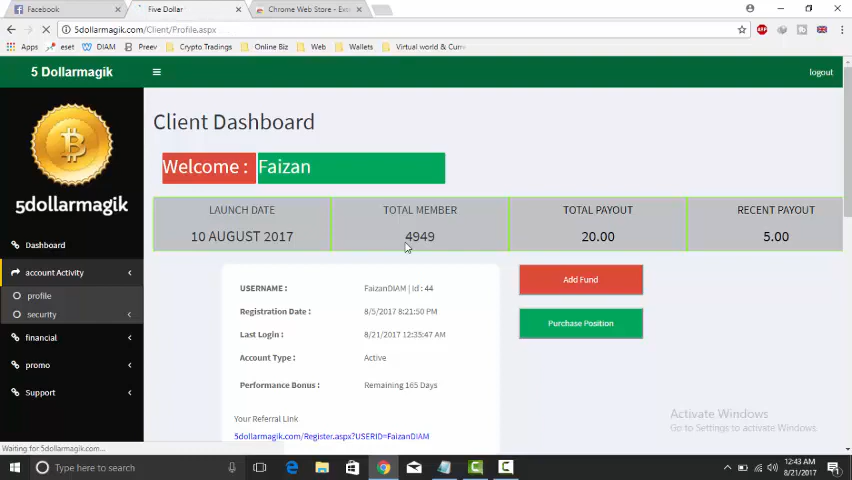 Facebook
Five Dollar
Chrome Web Store - Ext
5dollarmagik.com/Client/Profile.aspx
Apps
eset
DIAM
Preev
Crypto Tradings
Online Biz
Web
Wallets
Virtual world & Curr
5 Dollarmagik
logout
Client Dashboard
Welcome : Faizan
LAUNCH DATE TOTAL MEMBER TOTAL PAYOUT RECENT PAYOUT
10 AUGUST 2017 4949 20.00 5.00
5dollarmagik
Dashboard
account Activity
profile
security
financial
promo
Support
USERNAME : FaizanDIAM | id : 44
Registration Date : 8/5/2017 8:21:50 PM
Last Login : 8/21/2017 12:35:47 AM
Account Type : Active
Performance Bonus : Remaining 165 Days
Your Referral Link
5dollarmagik.com/Register.aspx?USERID=FaizanDIAM
Add Fund
Purchase Position
Activate Windows
Go to Settings to activate Windows.
Waiting for 5dollarmagik.com...
Type here to search
12:43 AM
8/21/2017